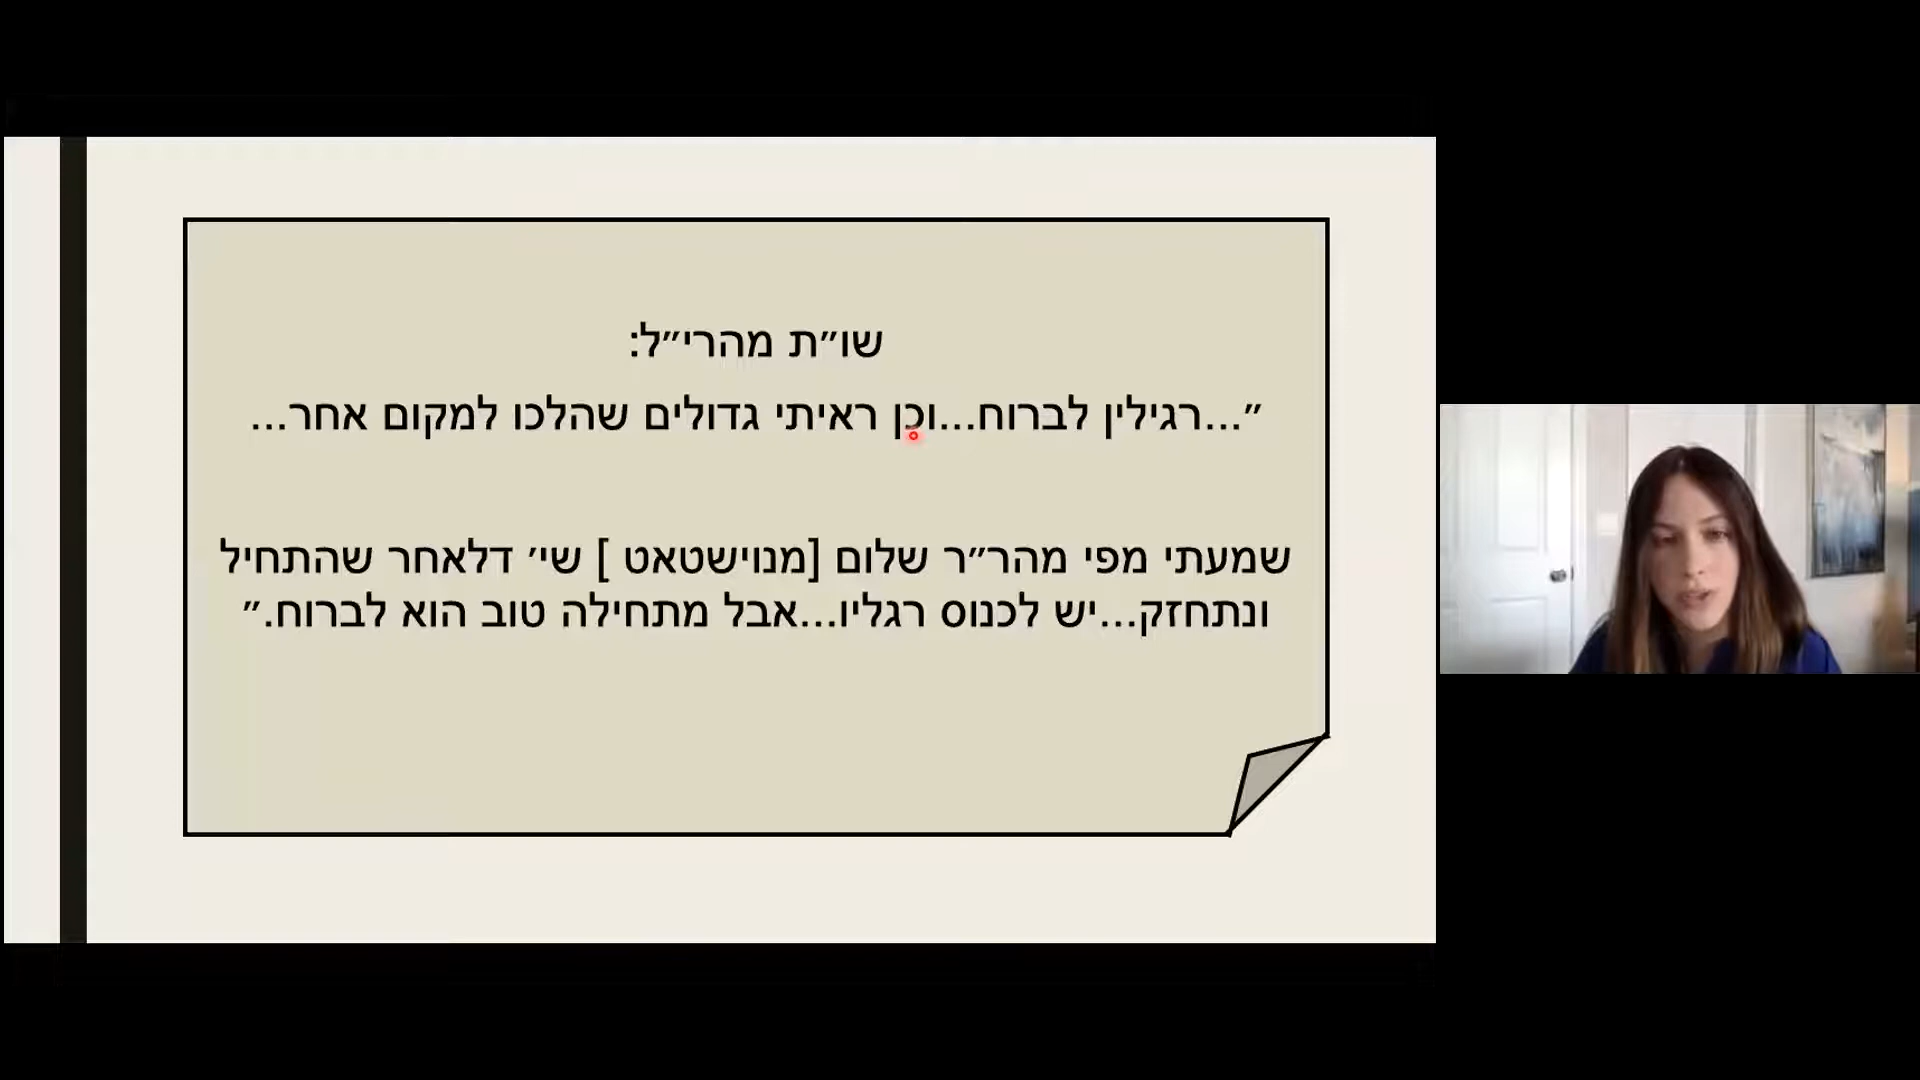 שו״ת מהרי״ל:
״...רגילין לברוח...וכן ראיתי גדולים שהלכו למקום אחר...
שמעתי מפי מהר״ר שלום [מנוישטאט ] שי׳ דלאחר שהתחיל
ונתחזק...יש לכנוס רגליו...אבל מתחילה טוב הוא לברוח.״